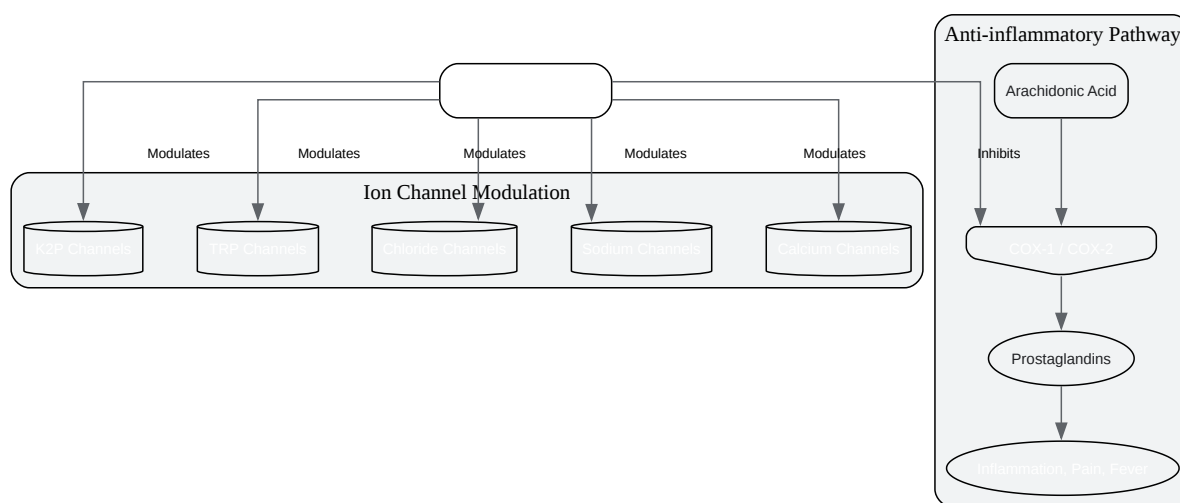 Anti-inflammatory Pathway
Arachidonic Acid
Modulates
Modulates
Modulates
Modulates
Modulates
Inhibits
Ion Channel Modulation
K2P Channels
TRP Channels
Chloride Channels
Sodium Channels
Calcium Channels
COX-1 / COX-2
Prostaglandins
Inflammation, Pain, Fever